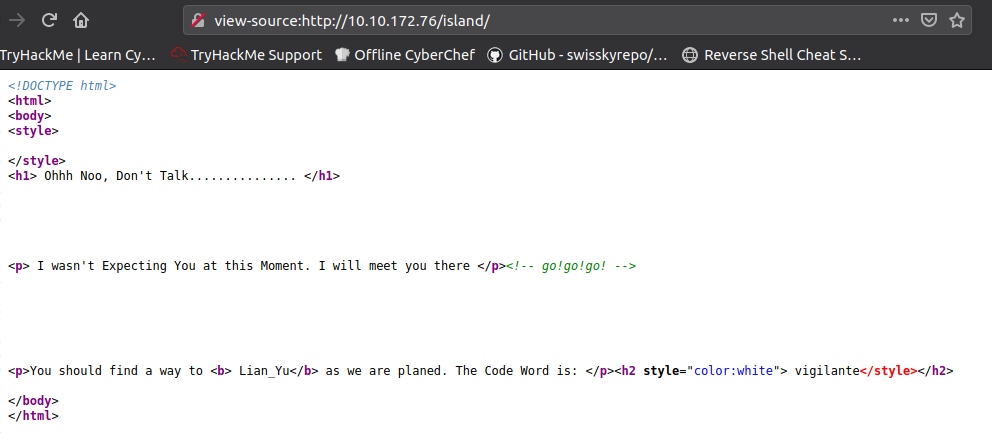 view-source:http://10.10.172.76/island/
TryHackMe | Learn Cy… TryHackMe Support Offline CyberChef GitHub - swisskyrepo/… Reverse Shell Cheat S…
<!DOCTYPE html>
<html>
<body>
<style>
</style>
<h1> Ohhh Noo, Don't Talk............... </h1>
<p> I wasn't Expecting You at this Moment. I will meet you there </p><!-- go!go!go! -->
<p>You should find a way to <b> Lian_Yu</b> as we are planed. The Code Word is: </p><h2 style="color:white"> vigilante</style></h2>
</body>
</html>